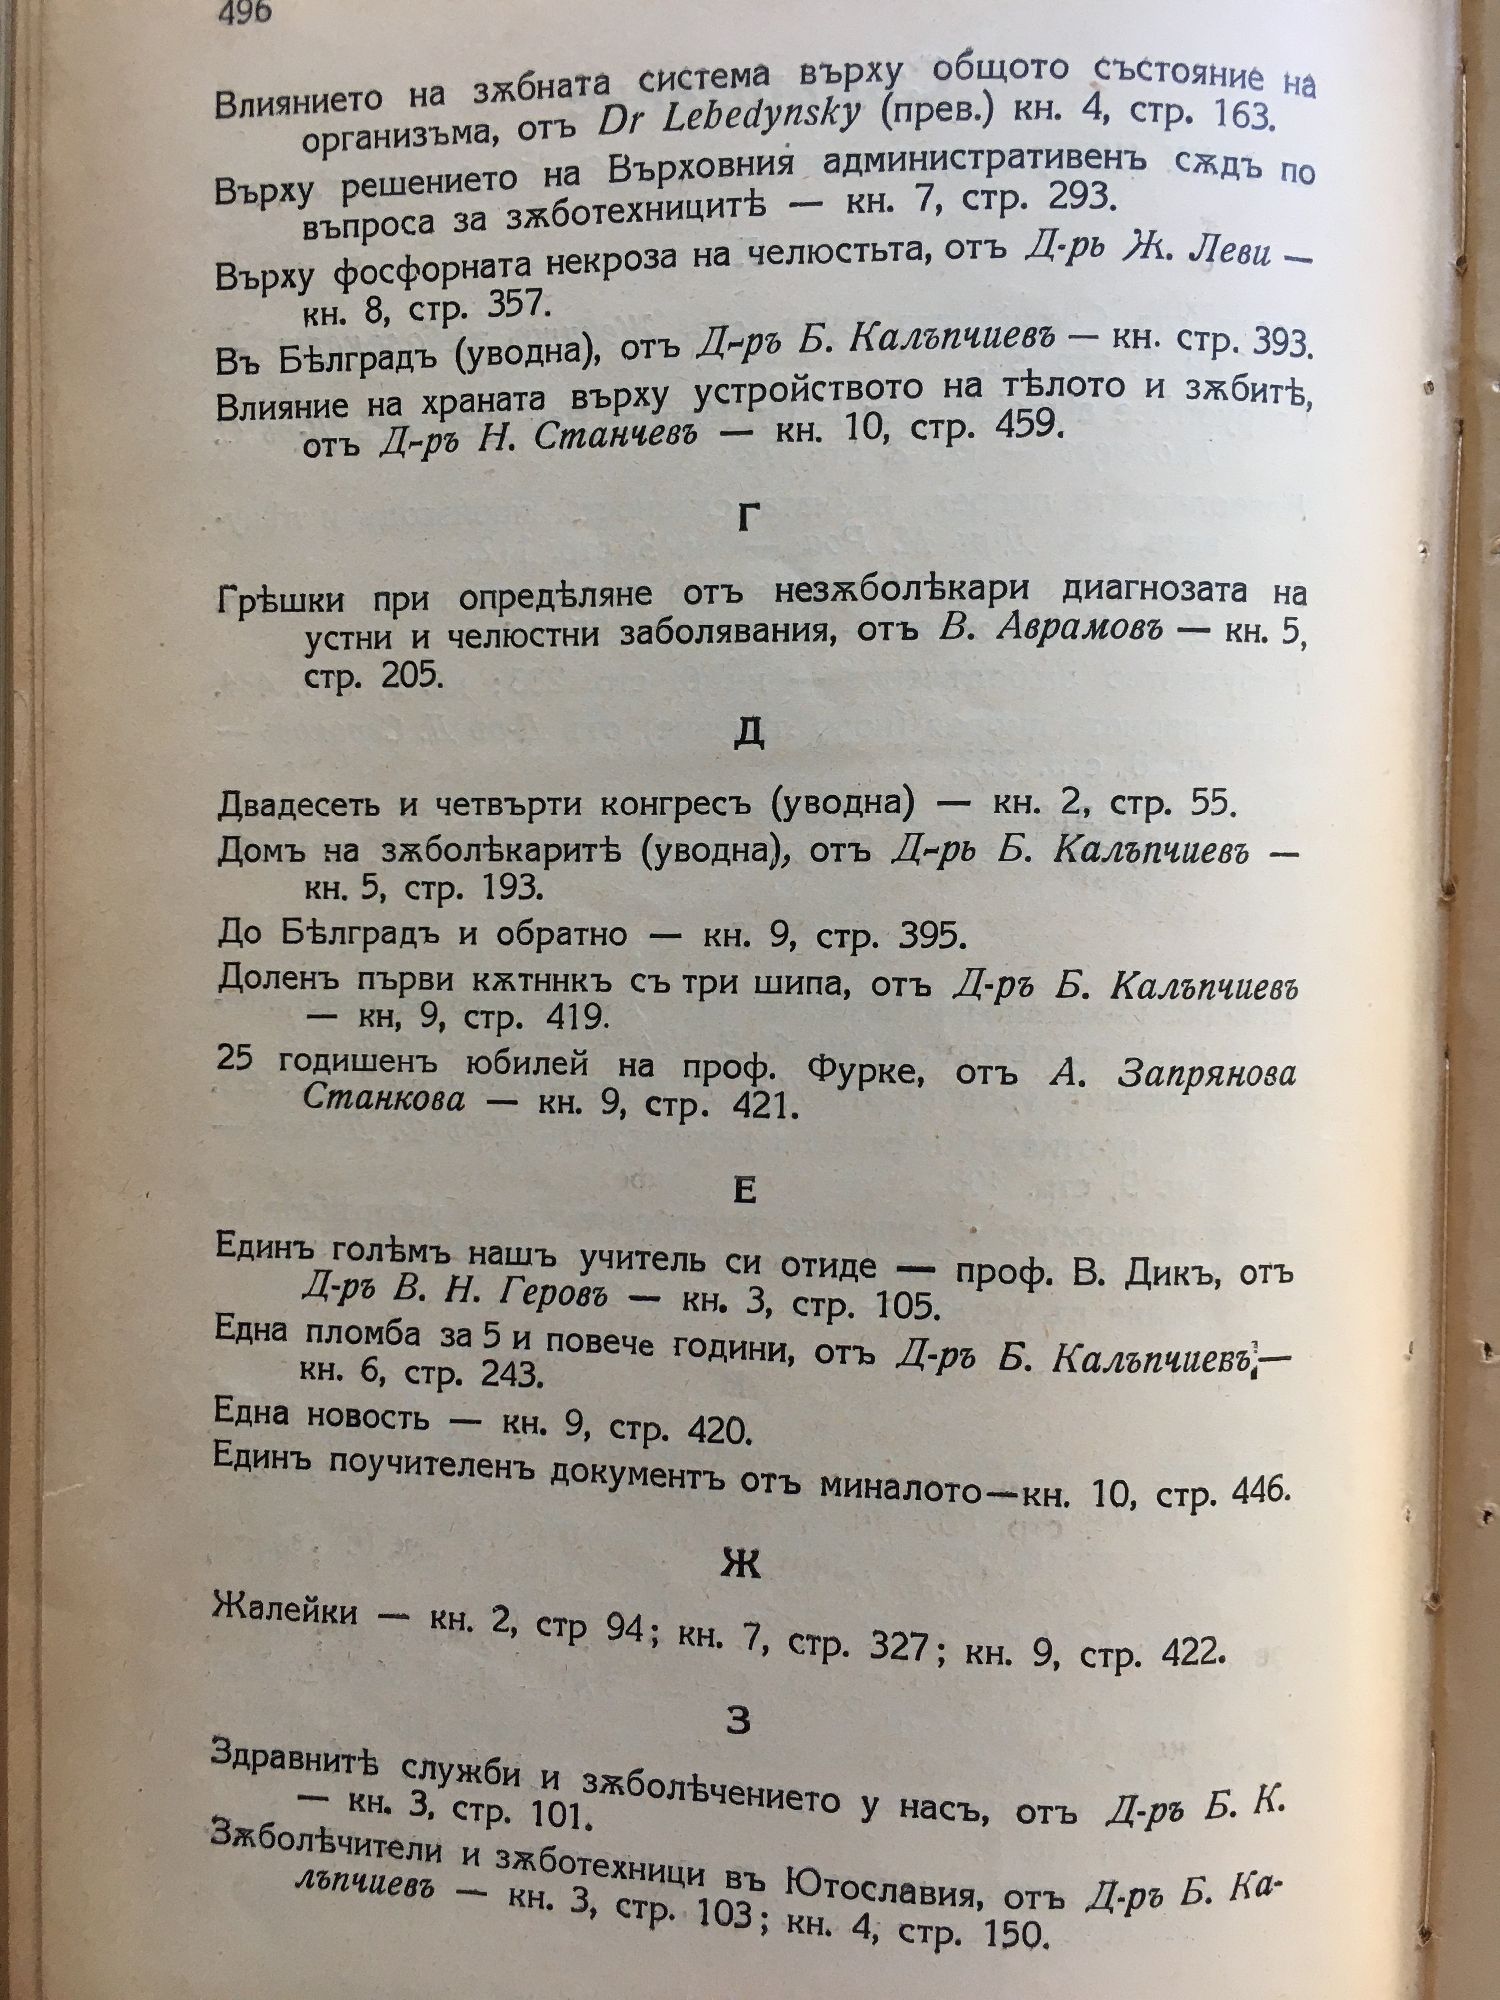 496
Влиянието на зѫбната система върху общото състояние на
организъма, отъ Dr Lebedynsky (прев.) кн. 4, стр. 163.
Върху решението на Върховния административенъ сѫдъ по
въпроса за зѫботехницитѣ — кн. 7, стр. 293.
Върху фосфорната некроза на челюстьта, отъ Д-ръ Ж. Леви —
кн. 8, стр. 357.
Въ Бѣлградъ (уводна), отъ Д-ръ Б. Калъпчиевъ — кн. стр. 393.
Влияние на храната върху устройството на тѣлото и зѫбитѣ,
отъ Д-ръ Н. Станчевъ — кн. 10, стр. 459.
Г
Грѣшки при опредѣляне отъ незѫболѣкари диагнозата на
устни и челюстни заболявания, отъ В. Аврамовъ — кн. 5,
стр. 205.
Д
Двадесеть и четвърти конгресъ (уводна) — кн. 2, стр. 55.
Домъ на зѫболѣкаритѣ (уводна), отъ Д-рь Б. Калъпчиевъ —
кн. 5, стр. 193.
До Бѣлградъ и обратно — кн. 9, стр. 395.
Доленъ първи кѫтннкъ съ три шипа, отъ Д-ръ Б. Калъпчиевъ
— кн, 9, стр. 419.
25 годишенъ юбилей на проф. Фурке, отъ А. Запрянова
Станкова — кн. 9, стр. 421.
Е
Единъ голѣмъ нашъ учитель си отиде — проф. В. Дикъ, отъ
Д-ръ В. Н. Геровъ — кн. 3, стр. 105.
Една пломба за 5 и повече години, отъ Д-ръ Б. Калъпчиевъ —
кн. 6, стр. 243.
Една новость — кн. 9, стр. 420.
Единъ поучителенъ документъ отъ миналото—кн. 10, стр. 446.
Ж
Жалейки — кн. 2, стр 94; кн. 7, стр. 327; кн. 9, стр. 422.
З
Здравнитѣ служби и зѫболѣчението у насъ, отъ Д-ръ Б. К.
— кн. 3, стр. 101.
Зѫболѣчители и зѫботехници въ Ютославия, отъ Д-ръ Б. Ка-
лъпчиевъ — кн. 3, стр. 103; кн. 4, стр. 150.